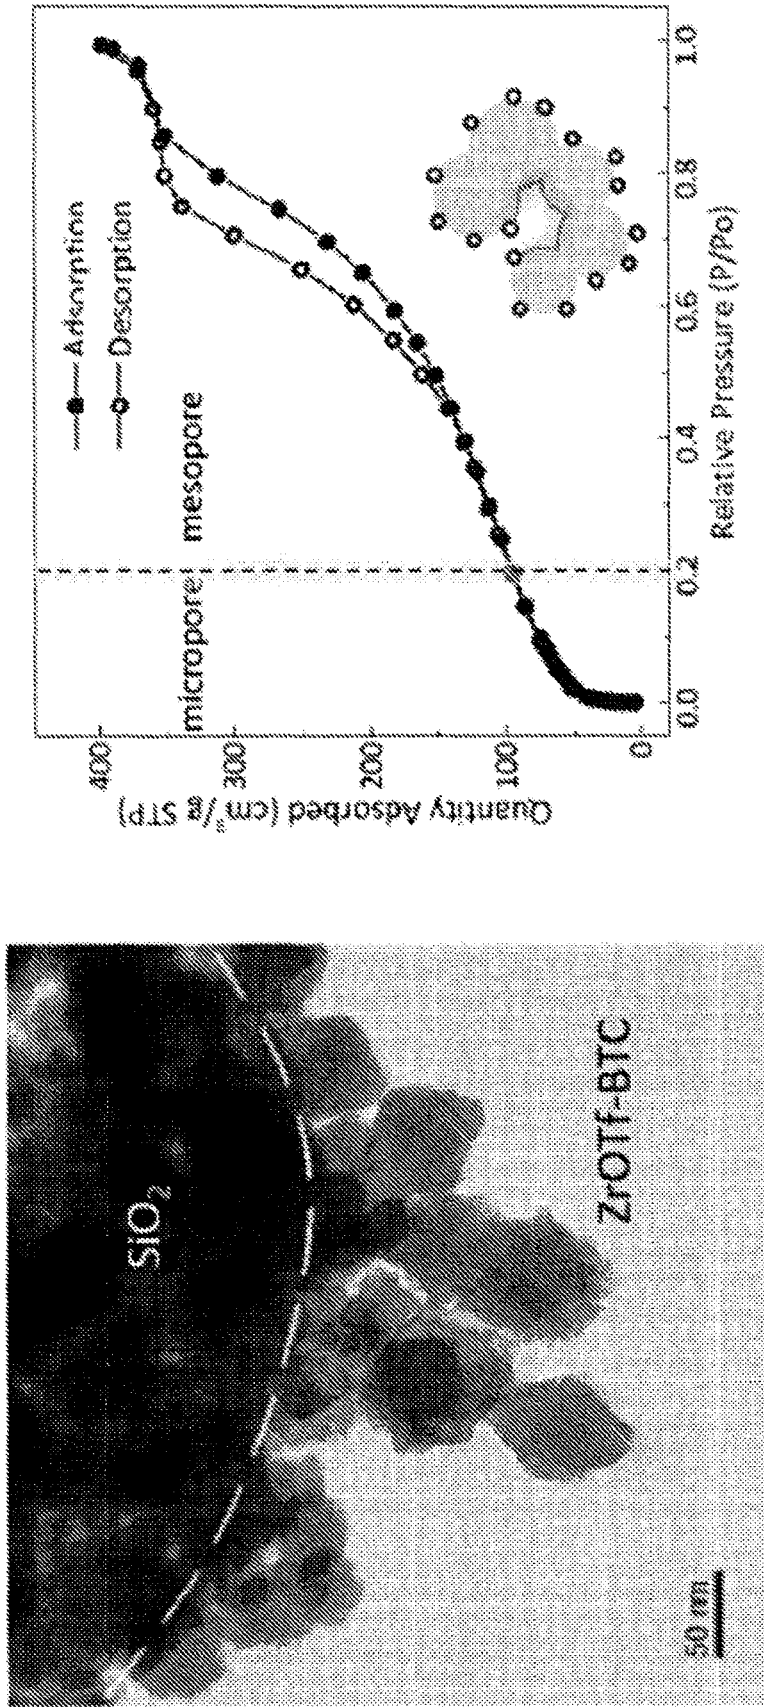 SiO₂
ZrOTf-BTC
50 nm
Quantity Adsorbed (cm³/g STP)
400
300
200
100
0
micropore
mesopore
Adsorption
Desorption
0.0
0.2
0.4
0.6
0.8
1.0
Relative Pressure (P/Po)